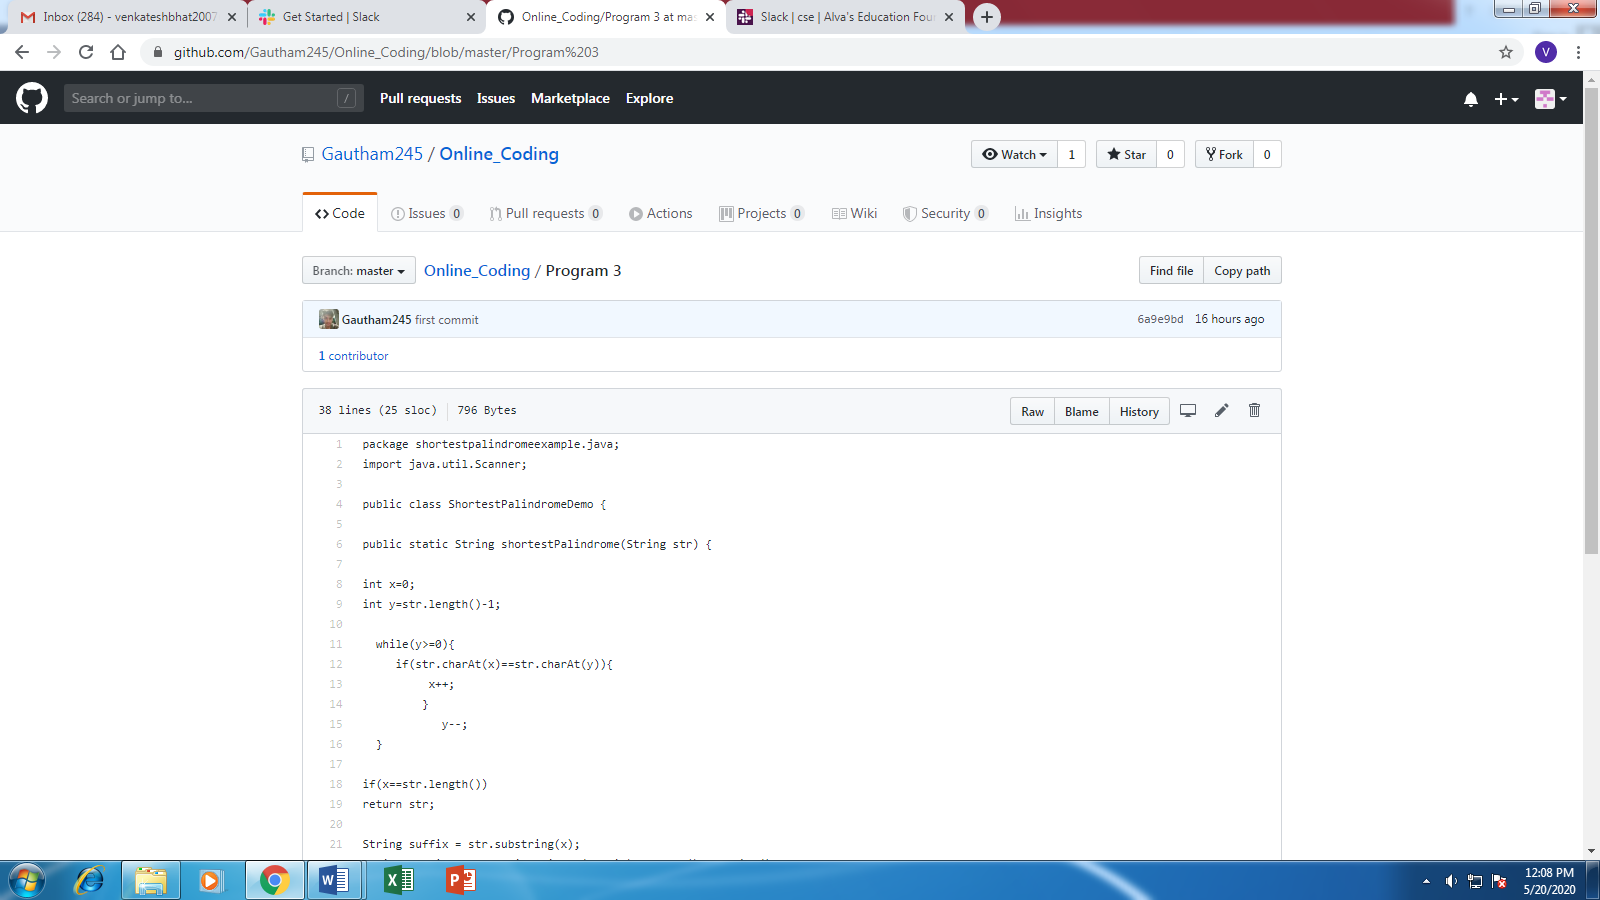 Inbox (284) - venkateshbhat2007
Get Started | Slack
Online_Coding/Program 3 at mas
Slack | cse | Alva's Education Fou
github.com/Gautham245/Online_Coding/blob/master/Program%203
V
Search or jump to...
/
Pull requests
Issues
Marketplace
Explore
Gautham245 / Online_Coding
Watch 1
Star 0
Fork 0
Code
Issues 0
Pull requests 0
Actions
Projects 0
Wiki
Security 0
Insights
Branch: master
Online_Coding / Program 3
Find file
Copy path
Gautham245 first commit
6a9e9bd 16 hours ago
1 contributor
38 lines (25 sloc) 796 Bytes
Raw
Blame
History
1 package shortestpalindromeexample.java;
2 import java.util.Scanner;
3
4 public class ShortestPalindromeDemo {
5
6 public static String shortestPalindrome(String str) {
7
8 int x=0;
9 int y=str.length()-1;
10
11 while(y>=0){
12 if(str.charAt(x)==str.charAt(y)){
13 x++;
14 }
15 y--;
16 }
17
18 if(x==str.length())
19 return str;
20
21 String suffix = str.substring(x);
12:08 PM
5/20/2020